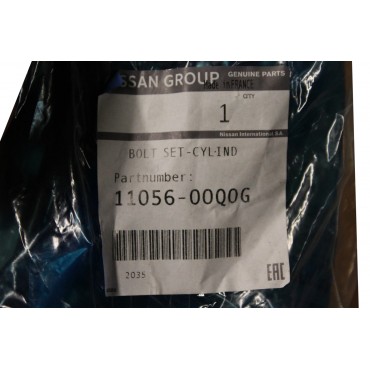 SSAN GROUP GENUINE PARTS
Made in FRANCE
QTY
1
Nissan International S.A
BOLT SET-CYLIND
Partnumber:
11056-00Q0G
2035
EAC